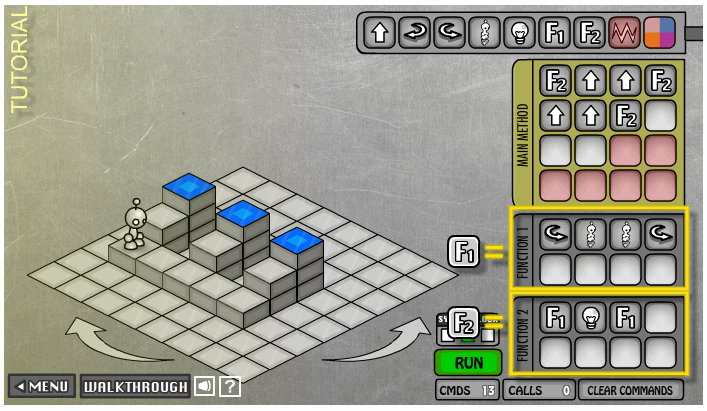 TUTORIAL
F1 F2
MAIN METHOD
F2 F2
F2
F1
FUNCTION 1
F2
FUNCTION 2
F1 F1
RUN
MENU
WALKTHROUGH
?
CMDS 13
CALLS 0
CLEAR COMMANDS